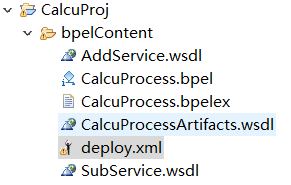 CalcuProj
bpelContent
AddService.wsdl
CalcuProcess.bpel
CalcuProcess.bpelex
CalcuProcessArtifacts.wsdl
deploy.xml
SubService.wsdl